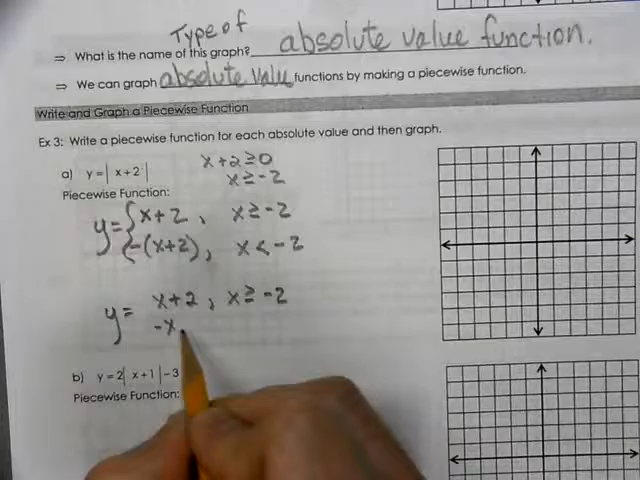 Type of
⇒ What is the name of this graph? absolute value function.
⇒ We can graph absolute valu functions by making a piecewise function.
Write and Graph a Piecewise Function
Ex 3: Write a piecewise function for each absolute value and then graph.
x+2≥0
a) y=| x+2 |
x≥-2
Piecewise Function:
y={x+2, x≥-2
-(x+2), x<-2
y= x+2, x≥-2
-x
b) y = 2| x+1 | -3
Piecewise Function: